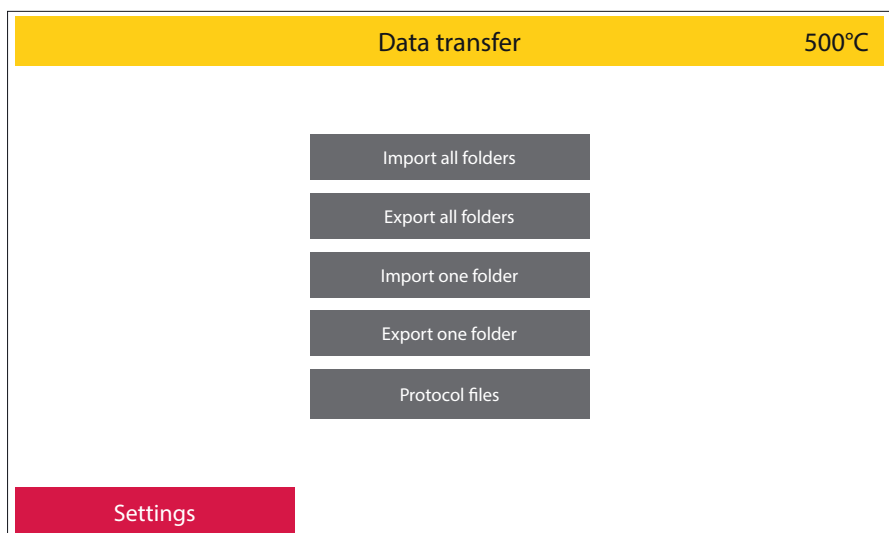 Data transfer 500°C
Import all folders
Export all folders
Import one folder
Export one folder
Protocol files
Settings